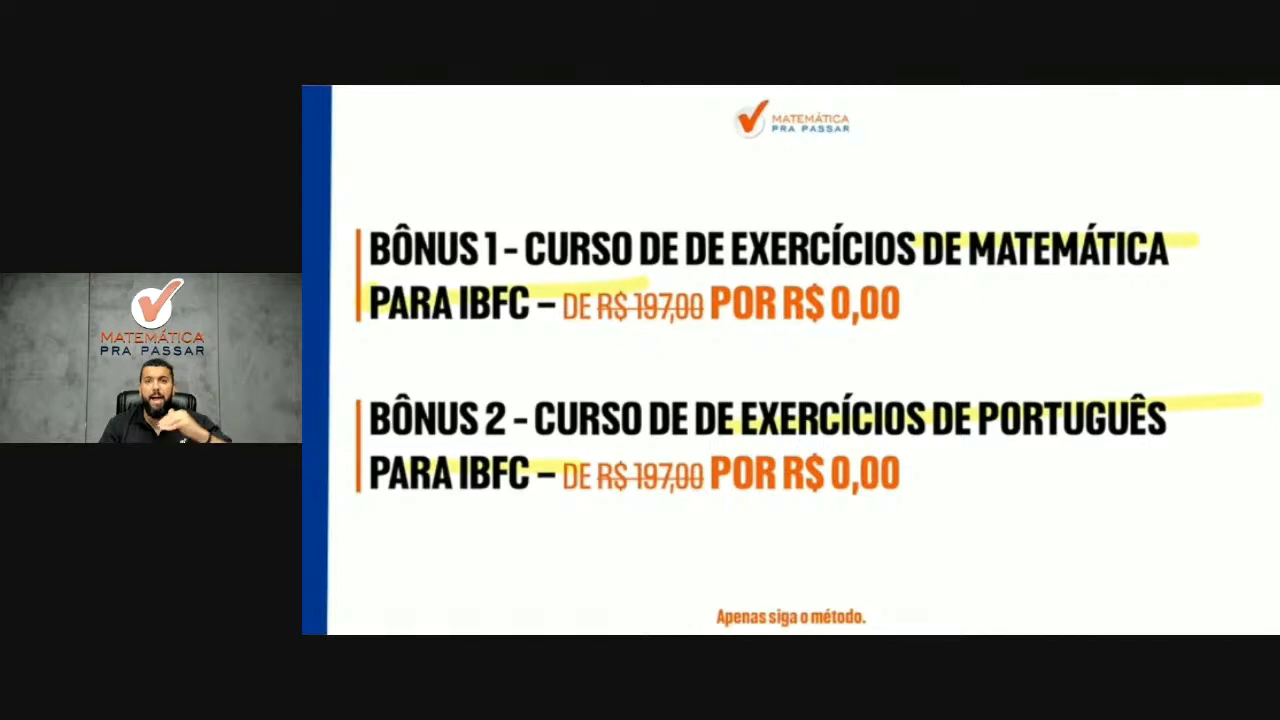 MATEMÁTICA
PRA PASSAR
MATEMÁTICA
PRA PASSAR
BÔNUS 1 - CURSO DE DE EXERCÍCIOS DE MATEMÁTICA
PARA IBFC – DE R$ 197,00 POR R$ 0,00
BÔNUS 2 - CURSO DE DE EXERCÍCIOS DE PORTUGUÊS
PARA IBFC – DE R$ 197,00 POR R$ 0,00
Apenas siga o método.